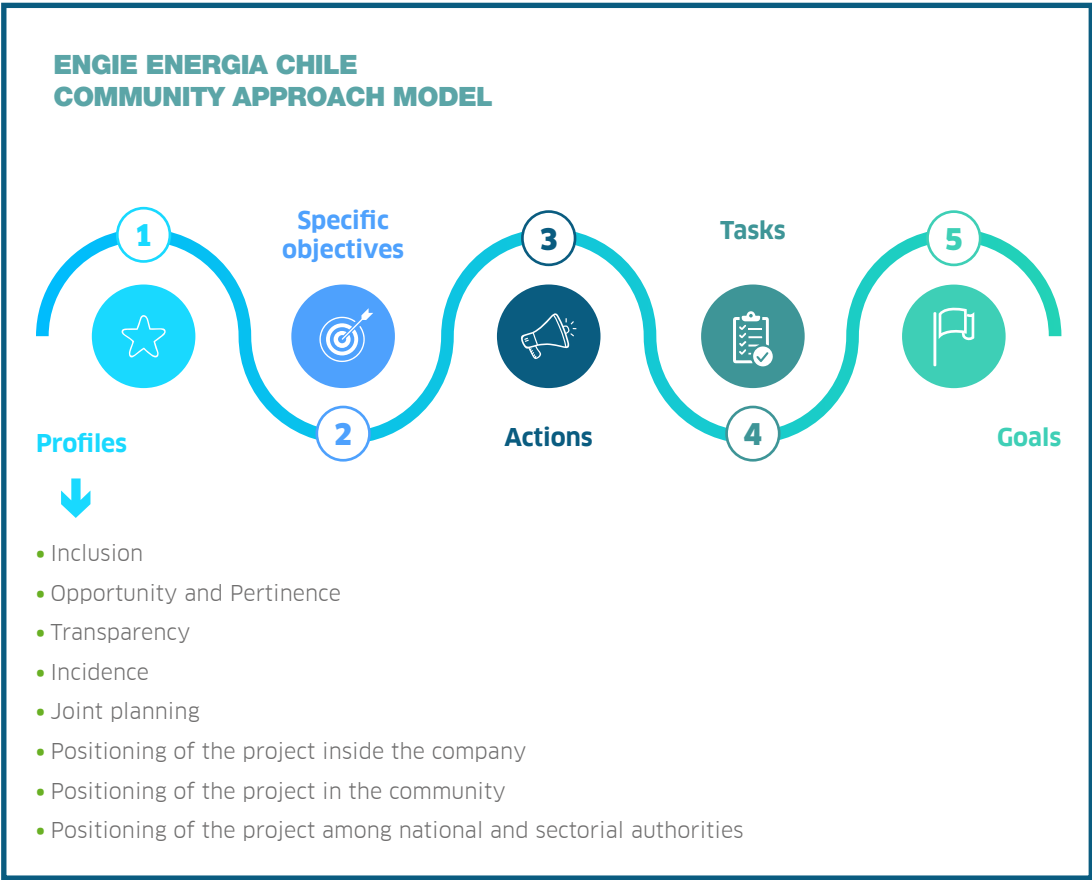 ENGIE ENERGIA CHILE
COMMUNITY APPROACH MODEL
1
Profiles
Specific
objectives
2
3
Actions
Tasks
4
5
Goals
• Inclusion
• Opportunity and Pertinence
• Transparency
• Incidence
• Joint planning
• Positioning of the project inside the company
• Positioning of the project in the community
• Positioning of the project among national and sectorial authorities